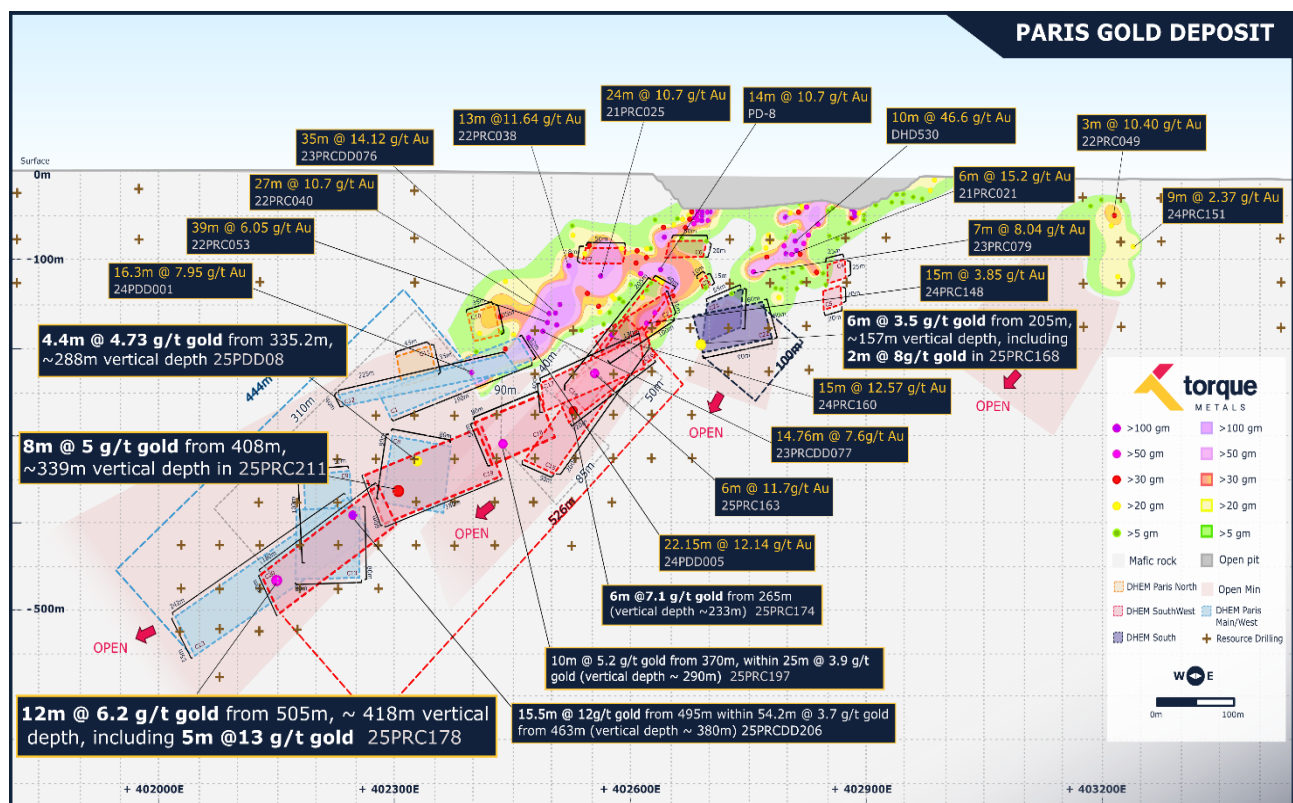 PARIS GOLD DEPOSIT
24m @ 10.7 g/t Au
21PRC025
14m @ 10.7 g/t Au
PD-8
13m @11.64 g/t Au
22PRC038
10m @ 46.6 g/t Au
DHD530
3m @ 10.40 g/t Au
22PRC049
35m @ 14.12 g/t Au
23PRCDD076
Surface
0m
27m @ 10.7 g/t Au
22PRC040
6m @ 15.2 g/t Au
21PRC021
9m @ 2.37 g/t Au
24PRC151
39m @ 6.05 g/t Au
22PRC053
7m @ 8.04 g/t Au
23PRC079
-100m
16.3m @ 7.95 g/t Au
24PDD001
15m @ 3.85 g/t Au
24PRC148
4.4m @ 4.73 g/t gold from 335.2m,
~288m vertical depth 25PDD08
6m @ 3.5 g/t gold from 205m,
~157m vertical depth, including
2m @ 8g/t gold in 25PRC168
444m
310m
90m
40m
50m
100m
85m
526m
15m @ 12.57 g/t Au
24PRC160
OPEN
OPEN
8m @ 5 g/t gold from 408m,
~339m vertical depth in 25PRC211
14.76m @ 7.6g/t Au
23PRCDD077
6m @ 11.7g/t Au
25PRC163
OPEN
22.15m @ 12.14 g/t Au
24PDD005
6m @7.1 g/t gold from 265m
(vertical depth ~233m) 25PRC174
-500m
OPEN
10m @ 5.2 g/t gold from 370m, within 25m @ 3.9 g/t
gold (vertical depth ~ 290m) 25PRC197
12m @ 6.2 g/t gold from 505m, ~ 418m vertical
depth, including 5m @13 g/t gold 25PRC178
15.5m @ 12g/t gold from 495m within 54.2m @ 3.7 g/t gold
from 463m (vertical depth ~ 380m) 25PRCDD206
torque
METALS
>100 gm >100 gm
>50 gm >50 gm
>30 gm >30 gm
>20 gm >20 gm
>5 gm >5 gm
Mafic rock Open pit
DHEM Paris North Open Min
DHEM SouthWest DHEM Paris
Main/West
DHEM South + Resource Drilling
W E
0m 100m
+ 402000E + 402300E + 402600E + 402900E + 403200E